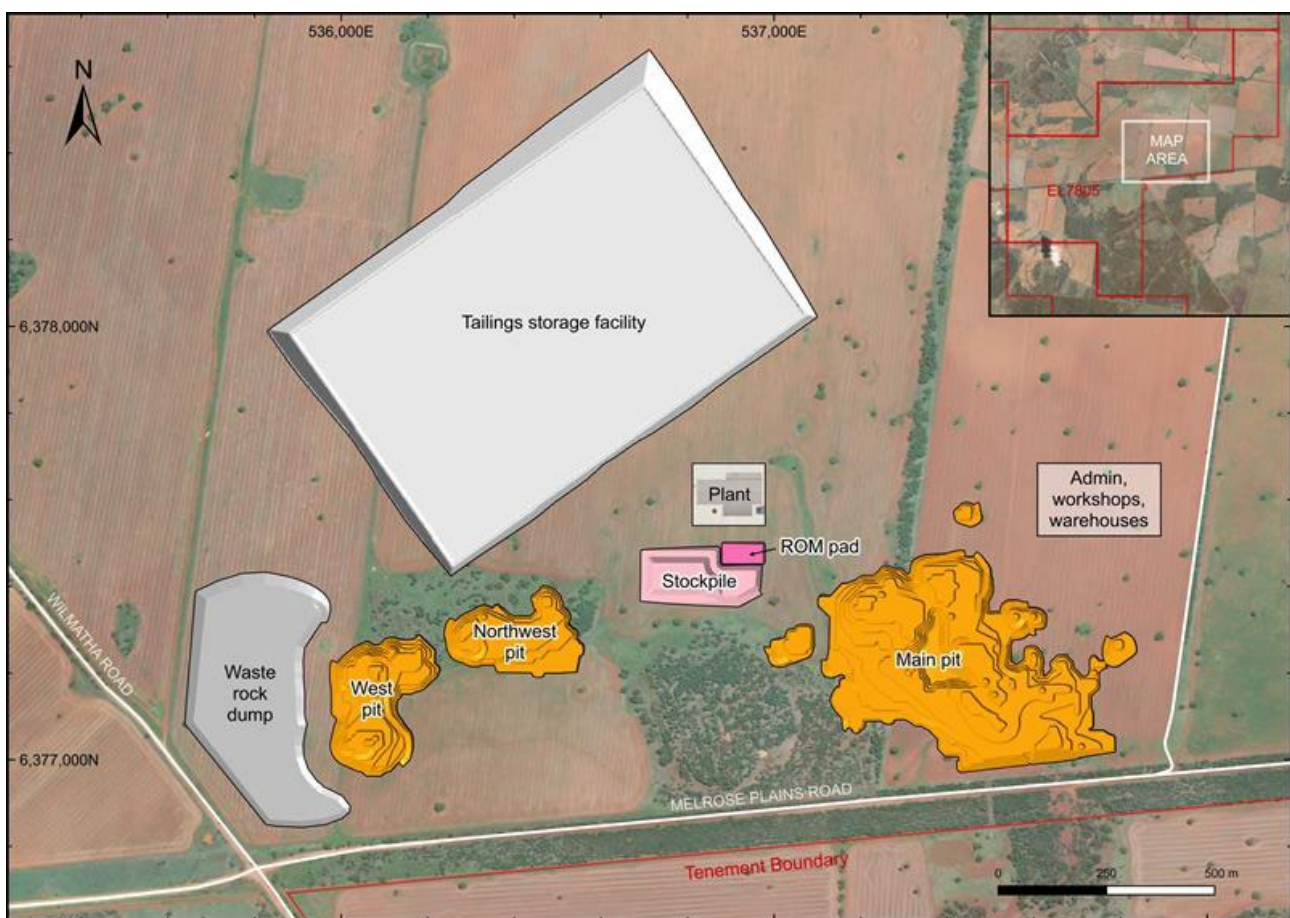 536,000E
537,000E
N
MAP
AREA
EL7805
6,378,000N
Tailings storage facility
Plant
Admin,
workshops,
warehouses
ROM pad
Stockpile
WILMATHA ROAD
Northwest
pit
Waste
rock
dump
West
pit
Main pit
6,377,000N
MELROSE PLAINS ROAD
Tenement Boundary
0
250
500 m